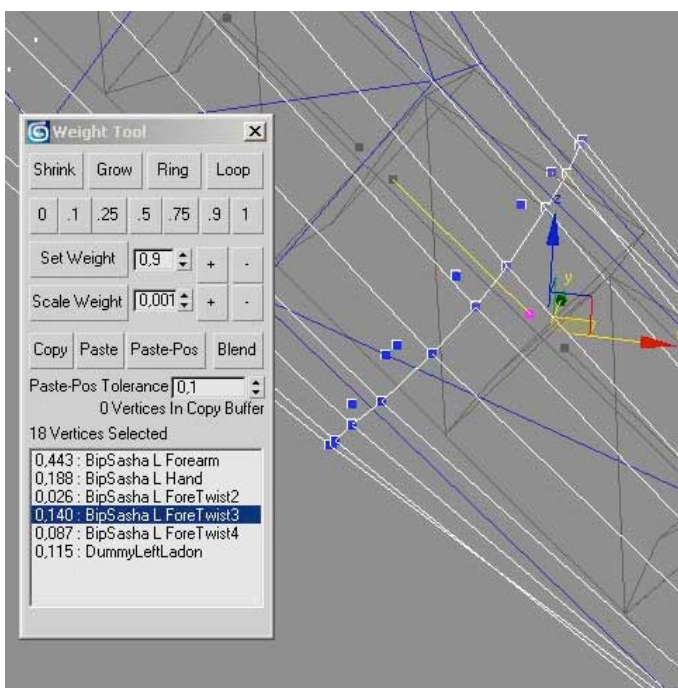 Weight Tool
Shrink Grow Ring Loop
0 .1 .25 .5 .75 .9 1
Set Weight 0,9 + -
Scale Weight 0,001 + -
Copy Paste Paste-Pos Blend
Paste-Pos Tolerance 0,1
0 Vertices In Copy Buffer
18 Vertices Selected
0,443 : BipSasha L Forearm
0,188 : BipSasha L Hand
0,026 : BipSasha L ForeTwist2
0,140 : BipSasha L ForeTwist3
0,087 : BipSasha L ForeTwist4
0,115 : DummyLeftLadon
z
y